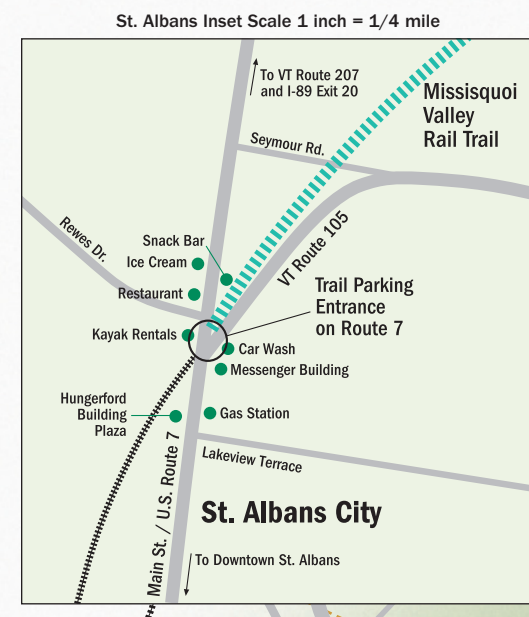 St. Albans Inset Scale 1 inch = 1/4 mile
To VT Route 207
and I-89 Exit 20
Missisquoi
Valley
Rail Trail
Seymour Rd.
Rewes Dr.
VT Route 105
Snack Bar
Ice Cream
Restaurant
Trail Parking
Entrance
on Route 7
Kayak Rentals
Car Wash
Messenger Building
Hungerford
Building
Plaza
Gas Station
Lakeview Terrace
Main St. / U.S. Route 7
St. Albans City
To Downtown St. Albans